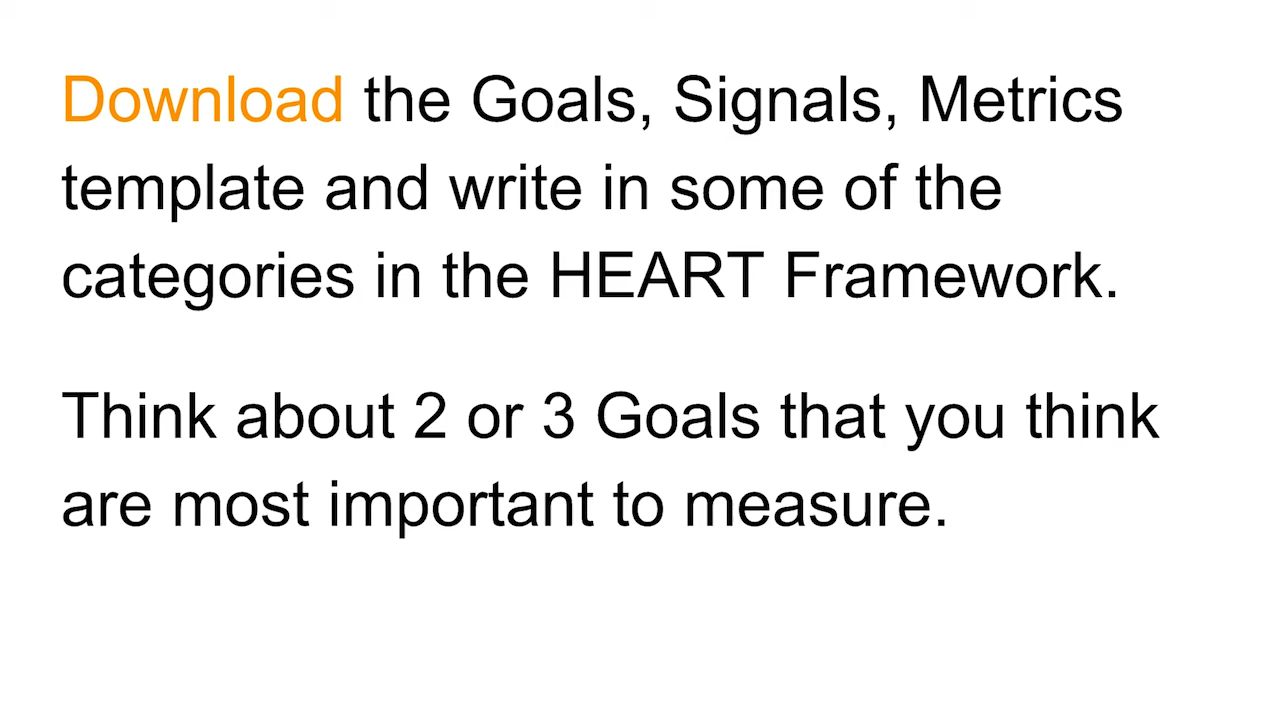 Download the Goals, Signals, Metrics
template and write in some of the
categories in the HEART Framework.
Think about 2 or 3 Goals that you think
are most important to measure.